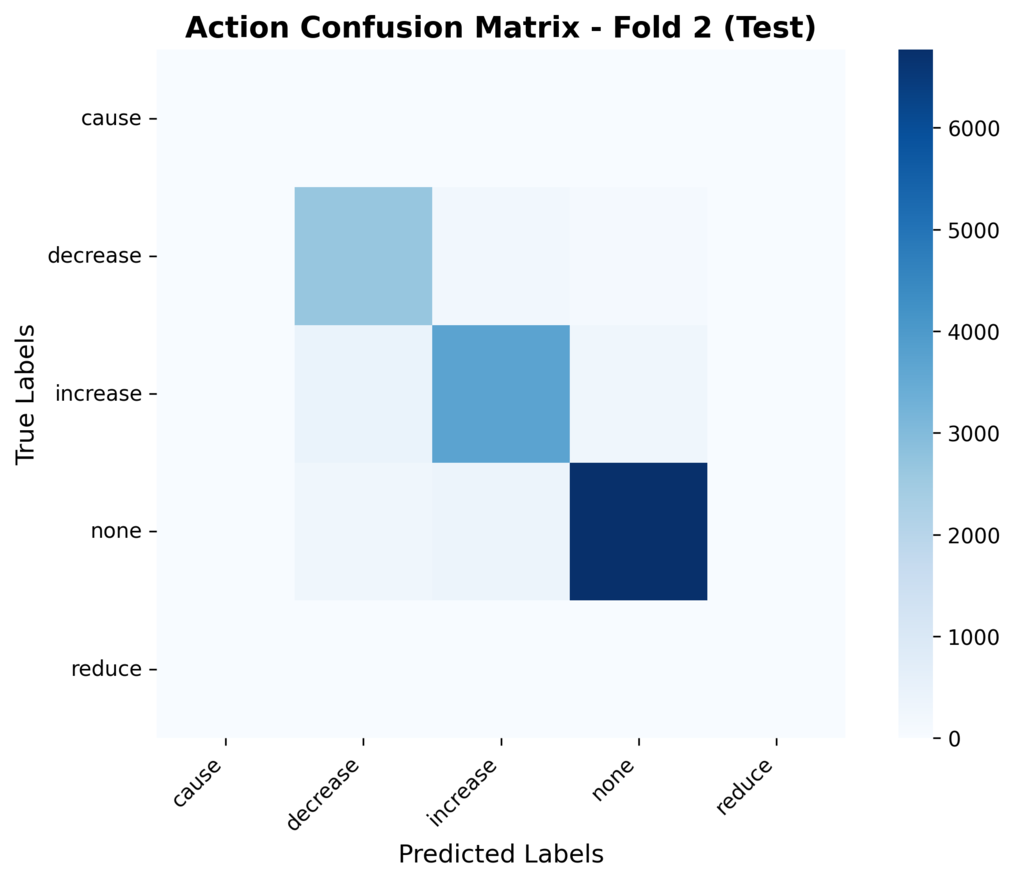 Action Confusion Matrix - Fold 2 (Test)
cause
decrease
increase
none
reduce
True Labels
cause
decrease
increase
none
reduce
Predicted Labels
6000
5000
4000
3000
2000
1000
0